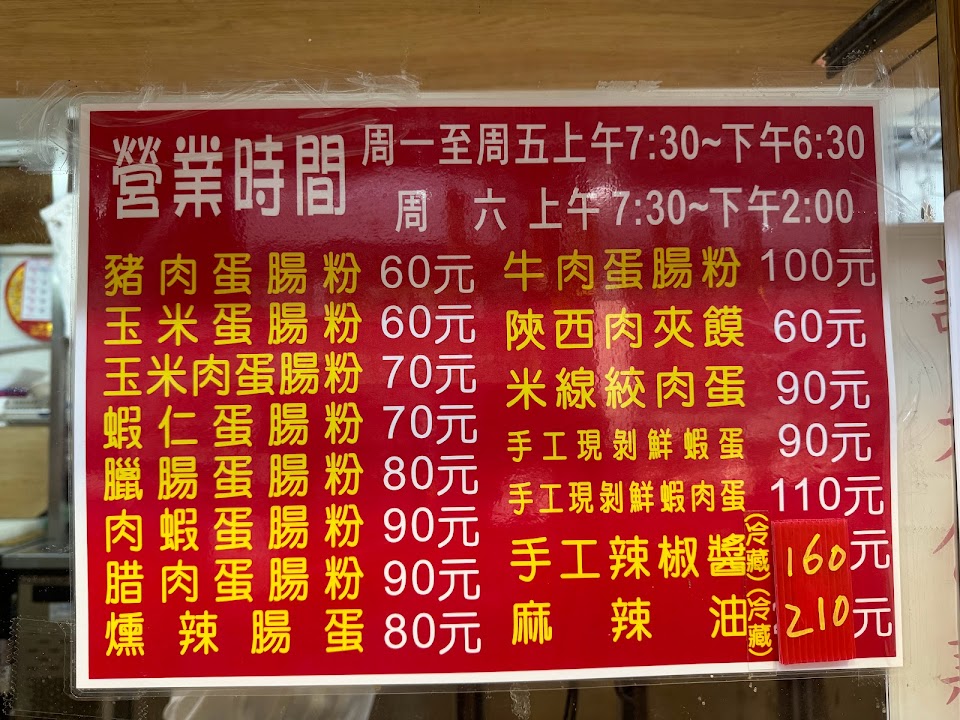 營業時間
周一至周五上午7:30~下午6:30
周 六 上午 7:30~下午2:00
豬肉蛋腸粉 60元
玉米蛋腸粉 60元
玉米肉蛋腸粉 70元
蝦仁蛋腸粉 70元
臘腸蛋腸粉 80元
肉蝦蛋腸粉 90元
腊肉蛋腸粉 90元
燻辣腸蛋 80元
牛肉蛋腸粉 100元
陝西肉夾饃 60元
米線絞肉蛋 90元
手工現剝鮮蝦蛋 90元
手工現剝鮮蝦肉蛋 110元
手工辣椒醬(冷藏) 160元
麻辣油(冷藏) 210元